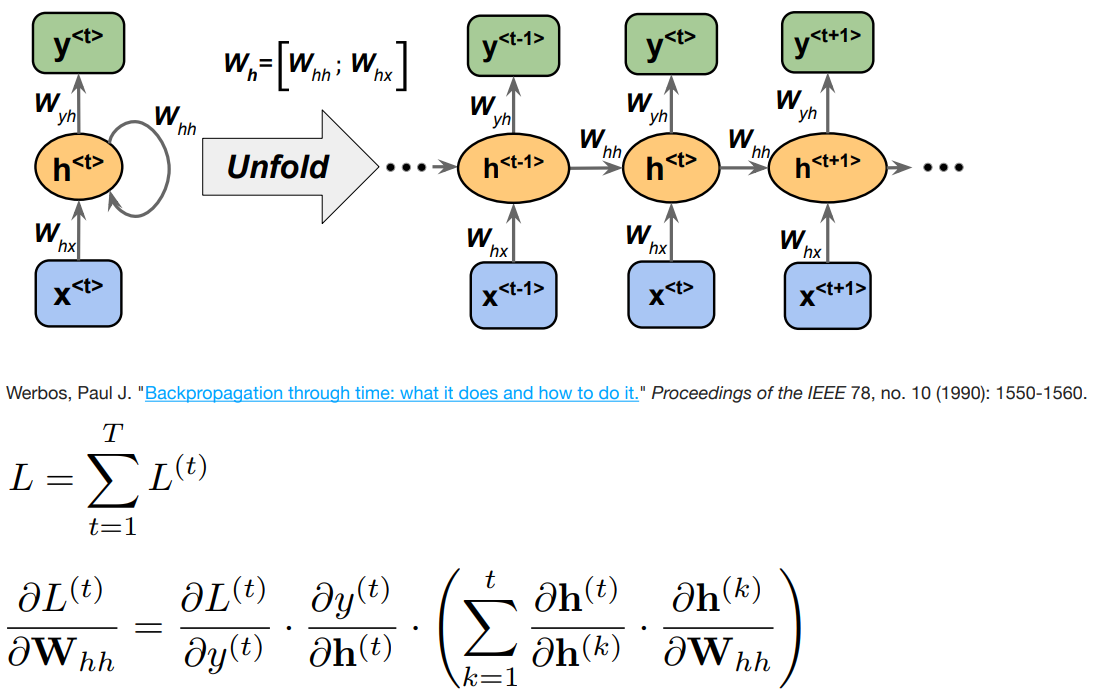 y<t> W_h=[W_hh ; W_hx] y<t-1> y<t> y<t+1>
W_yh W_hh W_yh W_yh W_yh
h<t> Unfold ••• h<t-1> W_hh h<t> W_hh h<t+1> •••
W_hx W_hx W_hx W_hx
x<t> x<t-1> x<t> x<t+1>
Werbos, Paul J. "Backpropagation through time: what it does and how to do it." Proceedings of the IEEE 78, no. 10 (1990): 1550-1560.
L = \sum_{t=1}^{T} L^{(t)}
\frac{\partial L^{(t)}}{\partial \mathbf{W}_{hh}} = \frac{\partial L^{(t)}}{\partial y^{(t)}} \cdot \frac{\partial y^{(t)}}{\partial \mathbf{h}^{(t)}} \cdot \left( \sum_{k=1}^{t} \frac{\partial \mathbf{h}^{(t)}}{\partial \mathbf{h}^{(k)}} \cdot \frac{\partial \mathbf{h}^{(k)}}{\partial \mathbf{W}_{hh}} \right)